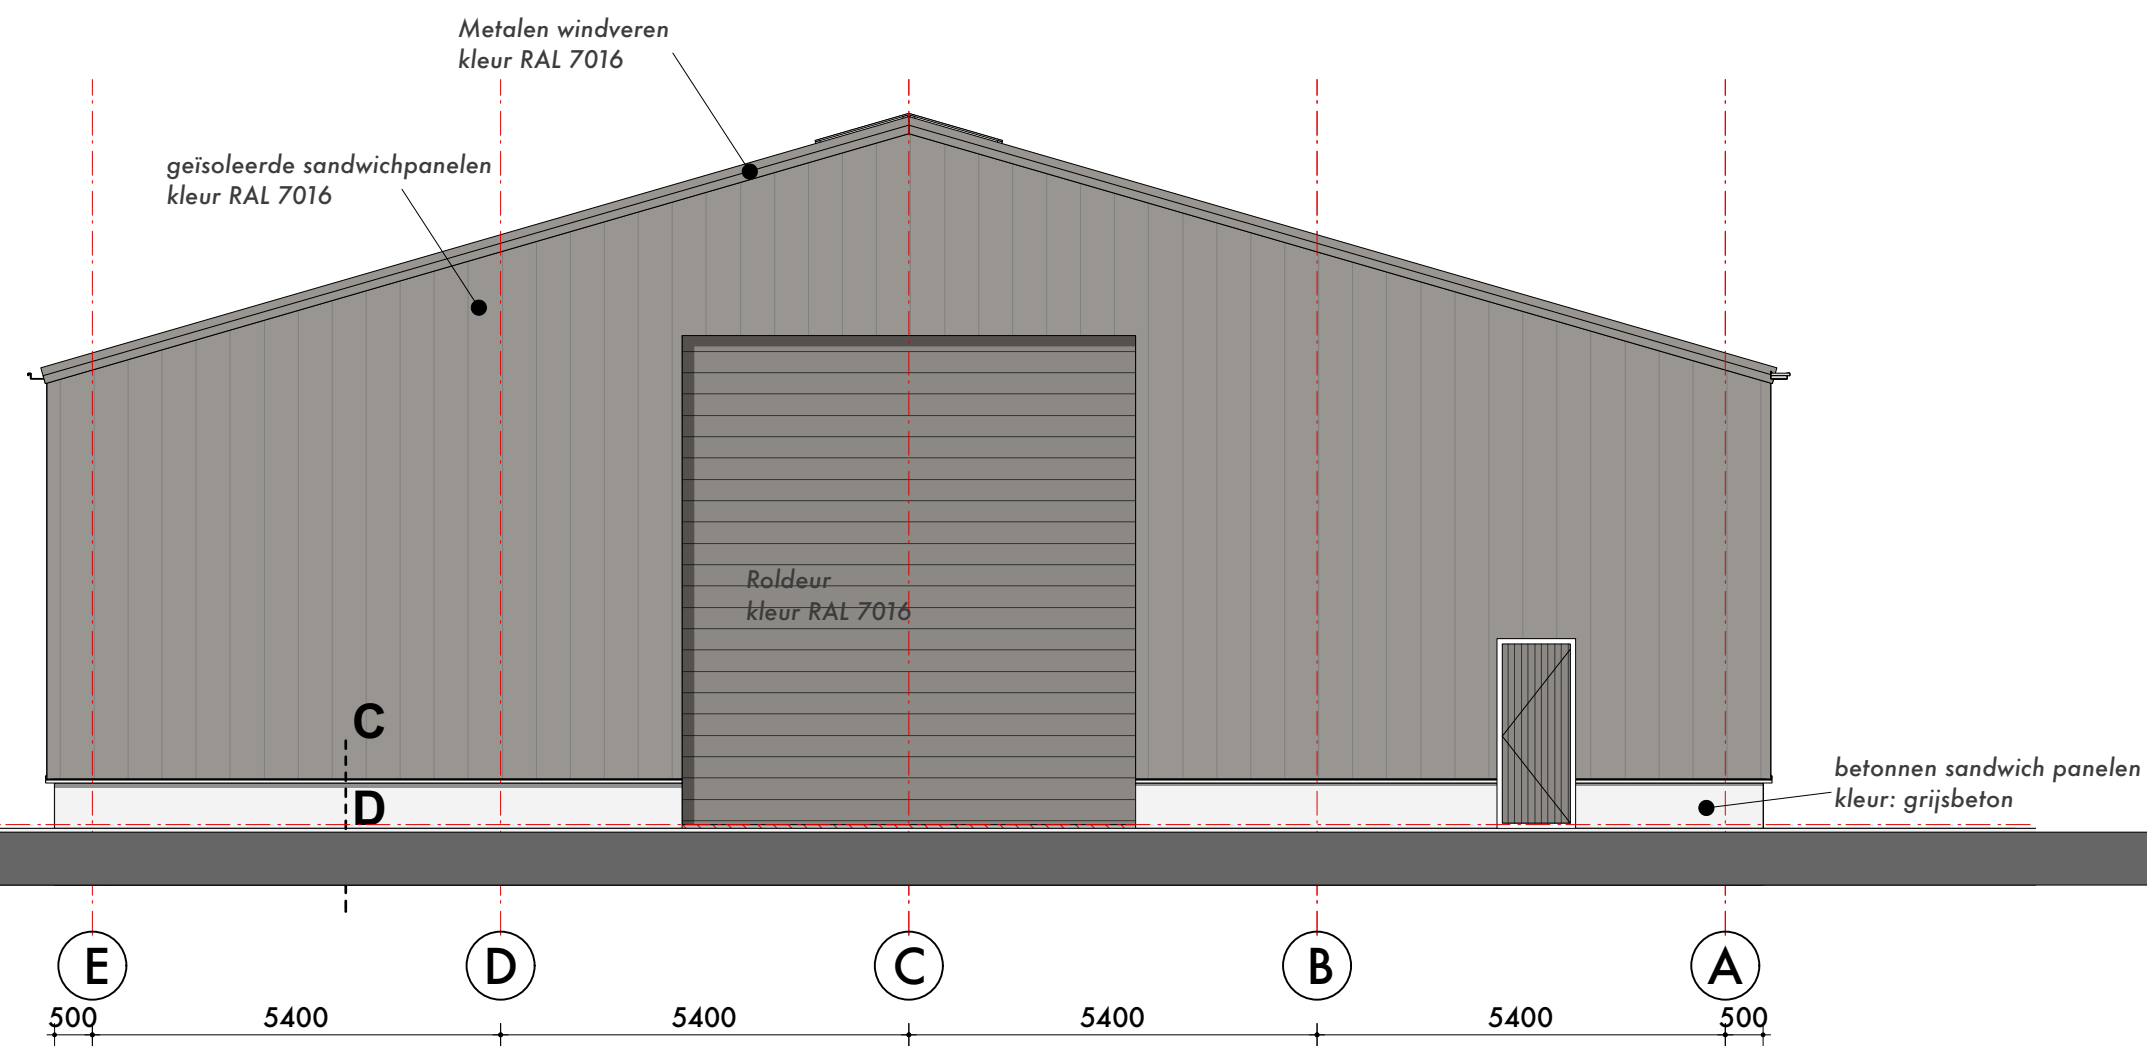 Metalen windveren
kleur RAL 7016
geïsoleerde sandwichpanelen
kleur RAL 7016
Roldeur
kleur RAL 7016
C
D
betonnen sandwich panelen
kleur: grijsbeton
E D C B A
500 5400 5400 5400 5400 500